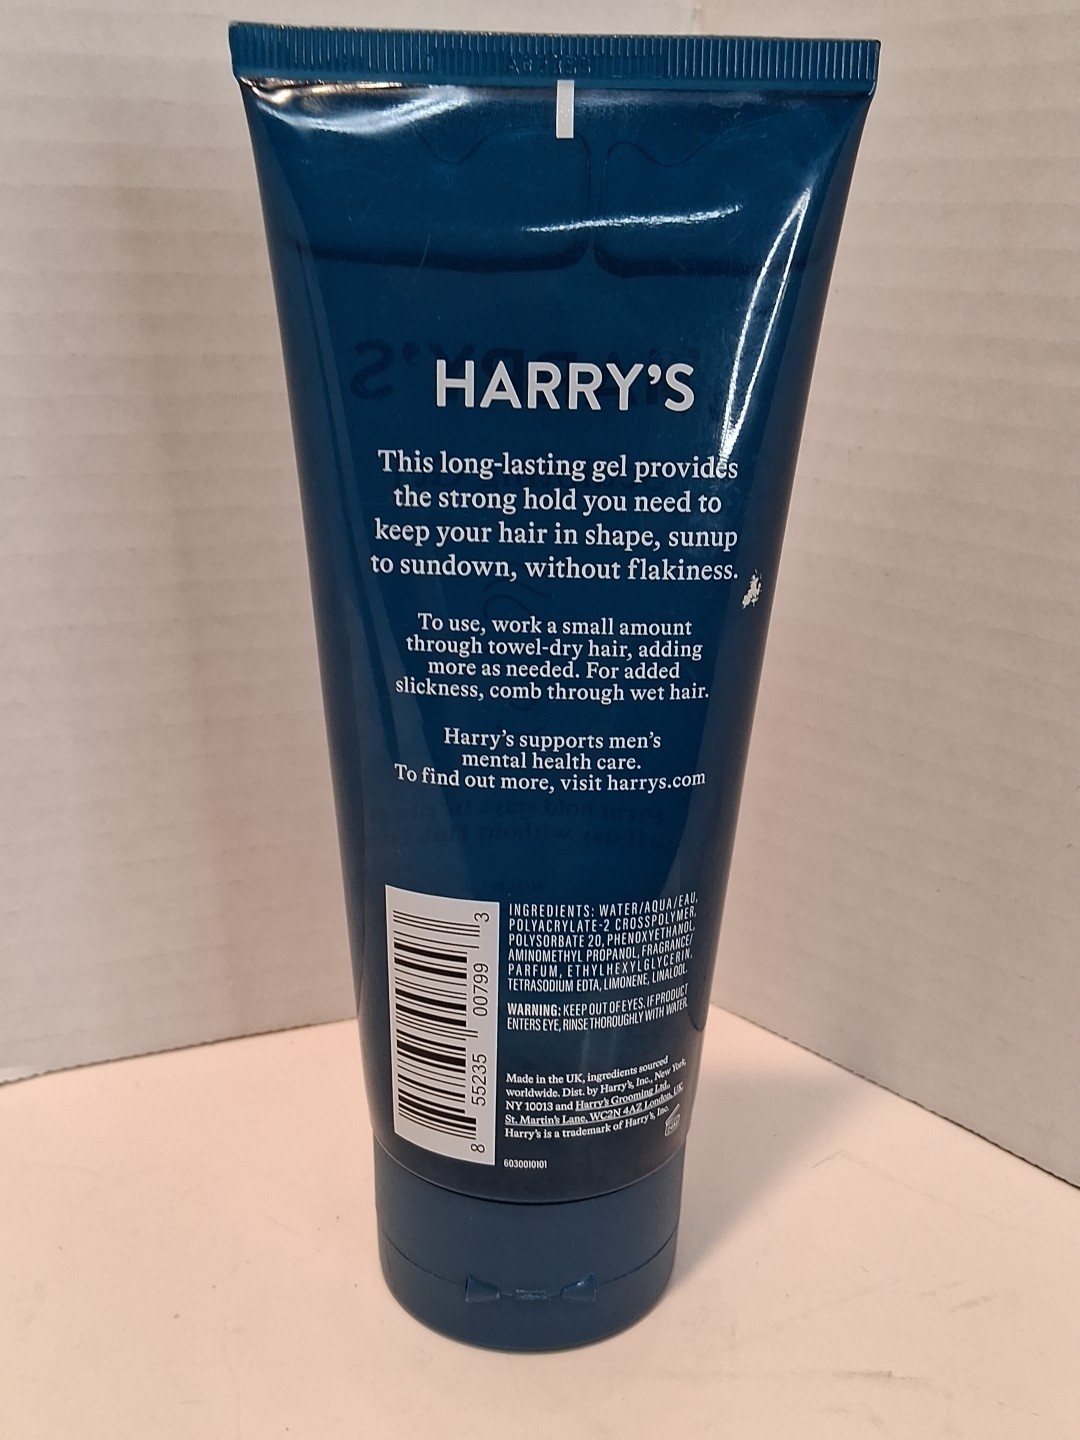 HARRY'S
This long-lasting gel provides
the strong hold you need to
keep your hair in shape, sunup
to sundown, without flakiness.
To use, work a small amount
through towel-dry hair, adding
more as needed. For added
slickness, comb through wet hair.
Harry's supports men's
mental health care.
To find out more, visit harrys.com
INGREDIENTS: WATER/AQUA/EAU,
POLYACRYLATE-2 CROSSPOLYMER,
POLYSORBATE 20, PHENOXYETHANOL,
AMINOMETHYL PROPANOL, FRAGRANCE/
PARFUM, ETHYLHEXYLGLYCERIN,
TETRASODIUM EDTA, LIMONENE, LINALOOL.
WARNING: KEEP OUT OF EYES. IF PRODUCT
ENTERS EYE, RINSE THOROUGHLY WITH WATER.
Made in the UK, ingredients sourced
worldwide. Dist. by Harry's, Inc., New York,
NY 10013 and Harry's Grooming Ltd.,
St. Martin's Lane, WC2N 4AZ London, UK
Harry's is a trademark of Harry's, Inc.
6030010101
8 55235 00799 3